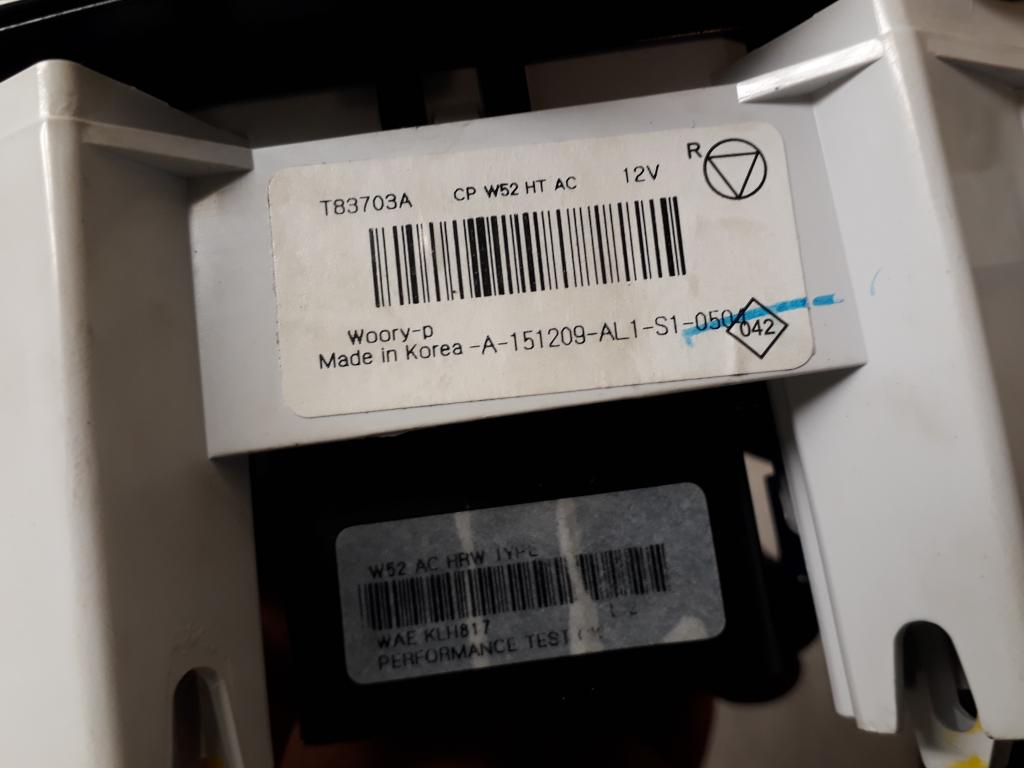 T83703A CP W52 HT AC 12V R
Woory-p
Made in Korea -A-151209-AL1-S1-0504
042
W52 AC HRW TYPE
WAE KLH817
PERFORMANCE TEST